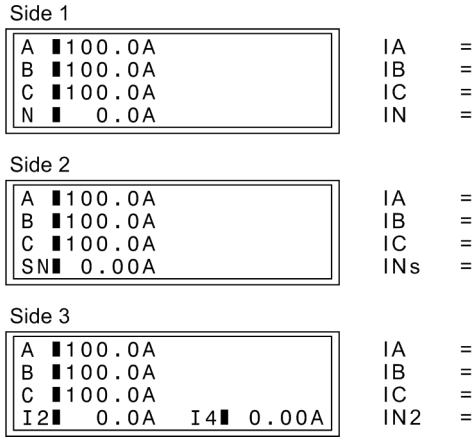 Side 1
A ▮100.0A IA =
B ▮100.0A IB =
C ▮100.0A IC =
N ▮ 0.0A IN =
Side 2
A ▮100.0A IA =
B ▮100.0A IB =
C ▮100.0A IC =
SN▮ 0.00A INs =
Side 3
A ▮100.0A IA =
B ▮100.0A IB =
C ▮100.0A IC =
I2▮ 0.0A I4▮ 0.00A IN2 =